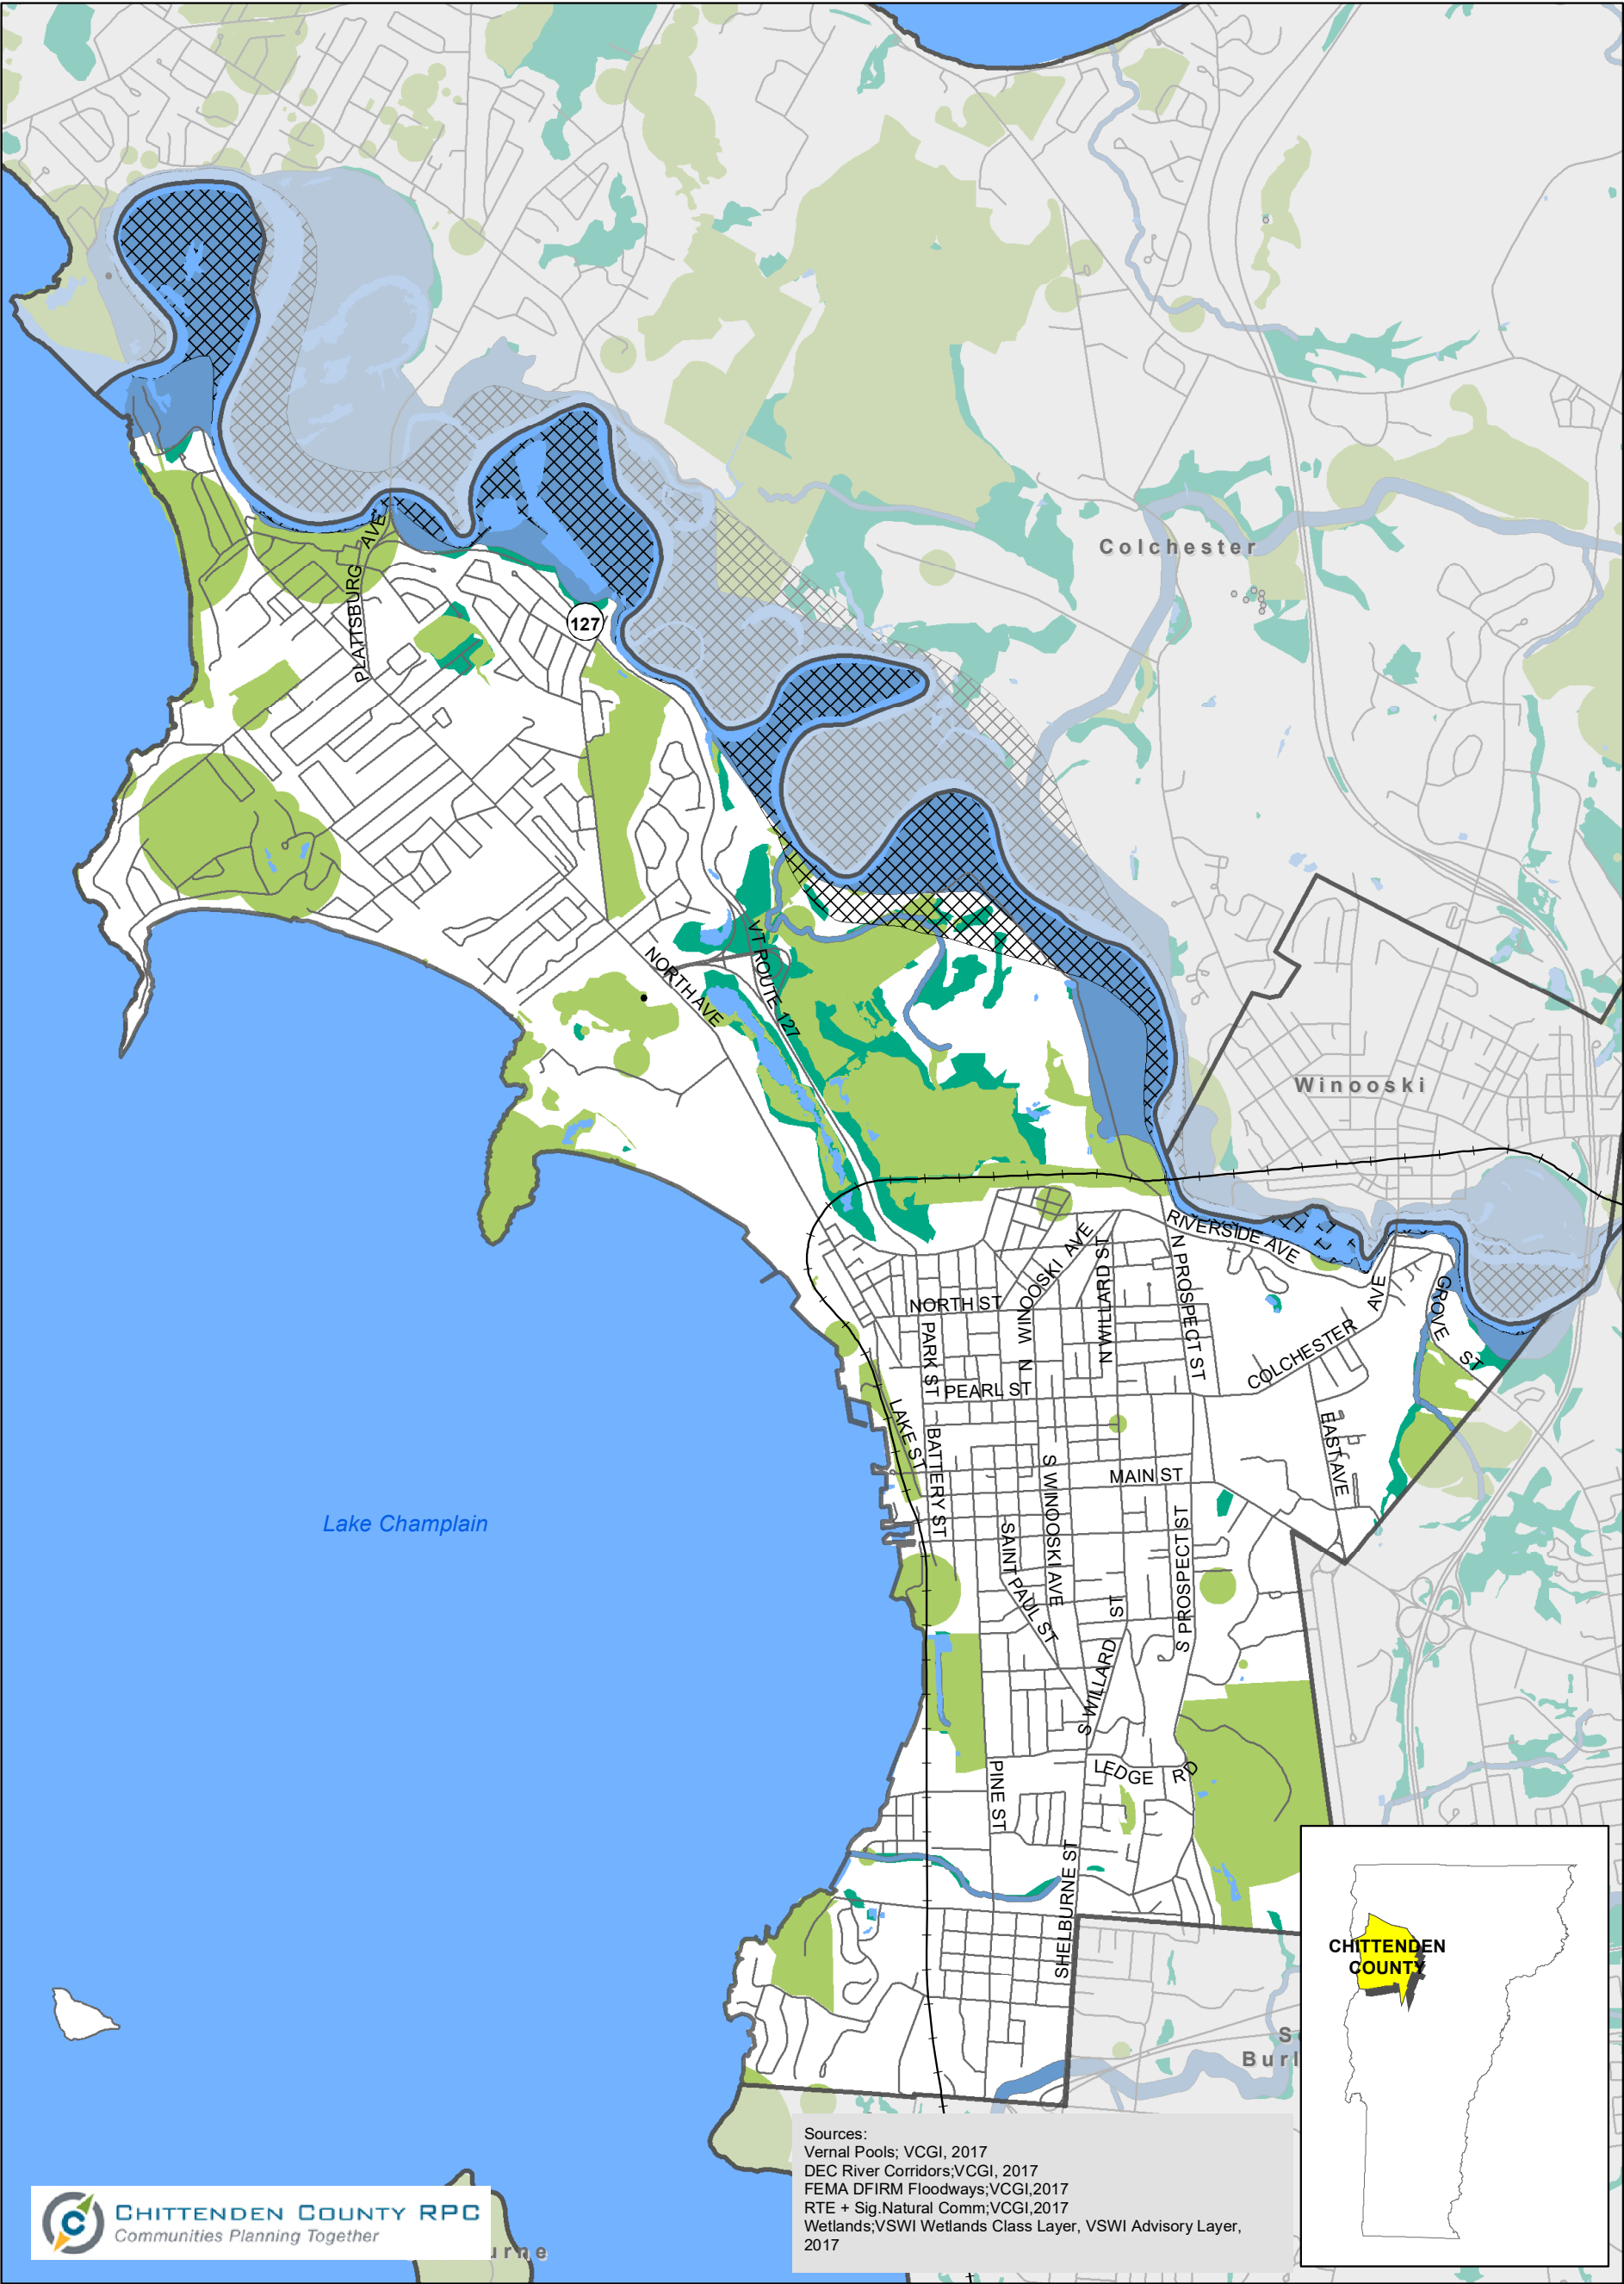 Colchester
PLATTSBURG AVE
127
VT ROUTE 127
NORTH AVE
Winooski
RIVERSIDE AVE
N WINOOSKI AVE
N WILLARD ST
N PROSPECT ST
GROVE ST
COLCHESTER AVE
NORTH ST
PARK ST
PEARL ST
LAKE ST
BATTERY ST
EAST AVE
MAIN ST
S WINOOSKI AVE
Lake Champlain
SAINT PAUL ST
S PROSPECT ST
S WILLARD ST
LEDGE RD
PINE ST
SHELBURNE ST
CHITTENDEN
COUNTY
S
Burl
Sources:
Vernal Pools; VCGI, 2017
DEC River Corridors;VCGI, 2017
FEMA DFIRM Floodways;VCGI,2017
RTE + Sig.Natural Comm;VCGI,2017
Wetlands;VSWI Wetlands Class Layer, VSWI Advisory Layer,
2017
C
CHITTENDEN COUNTY RPC
Communities Planning Together
urne